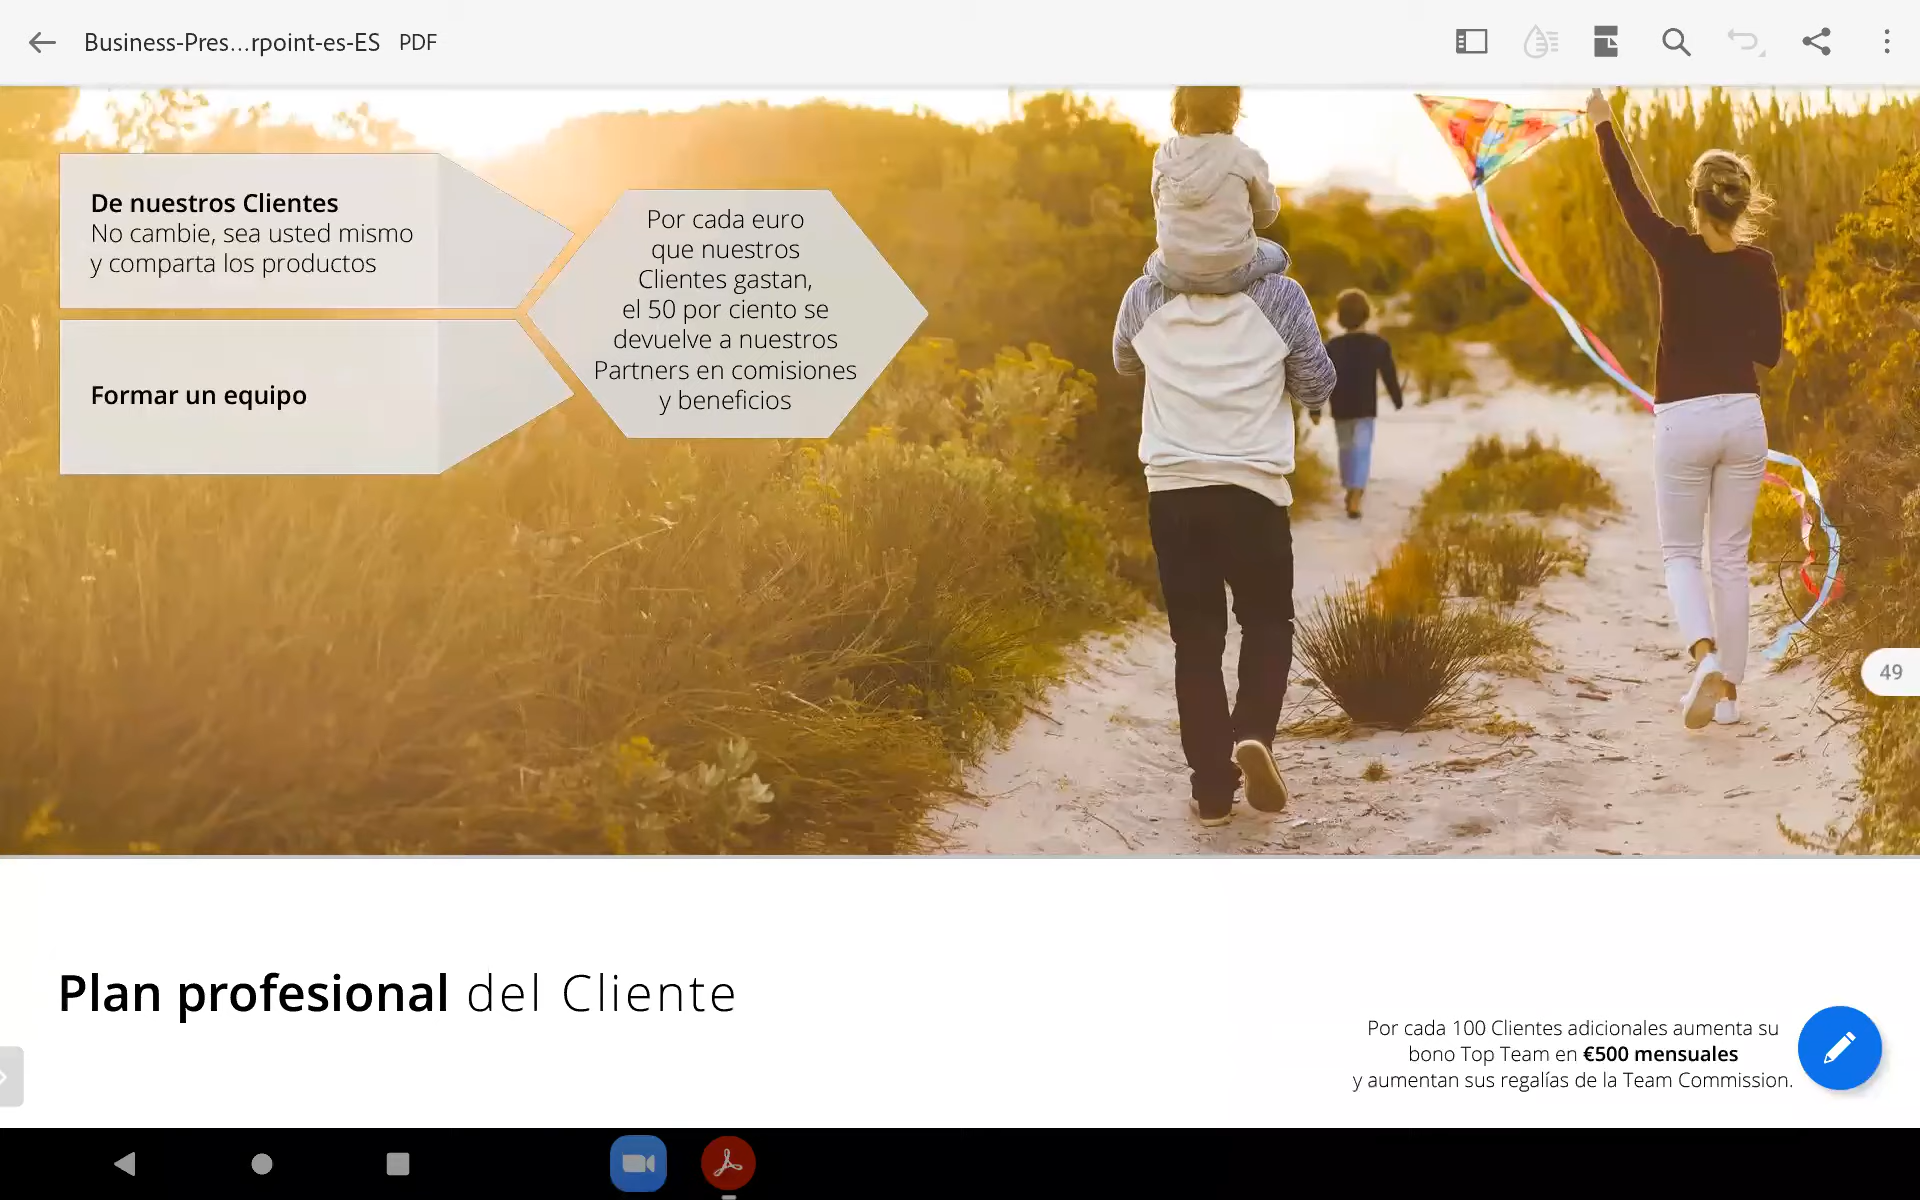 Business-Pres...rpoint-es-ES PDF
De nuestros Clientes
No cambie, sea usted mismo
y comparta los productos
Formar un equipo
Por cada euro
que nuestros
Clientes gastan,
el 50 por ciento se
devuelve a nuestros
Partners en comisiones
y beneficios
49
Plan profesional del Cliente
Por cada 100 Clientes adicionales aumenta su
bono Top Team en €500 mensuales
y aumentan sus regalías de la Team Commission.